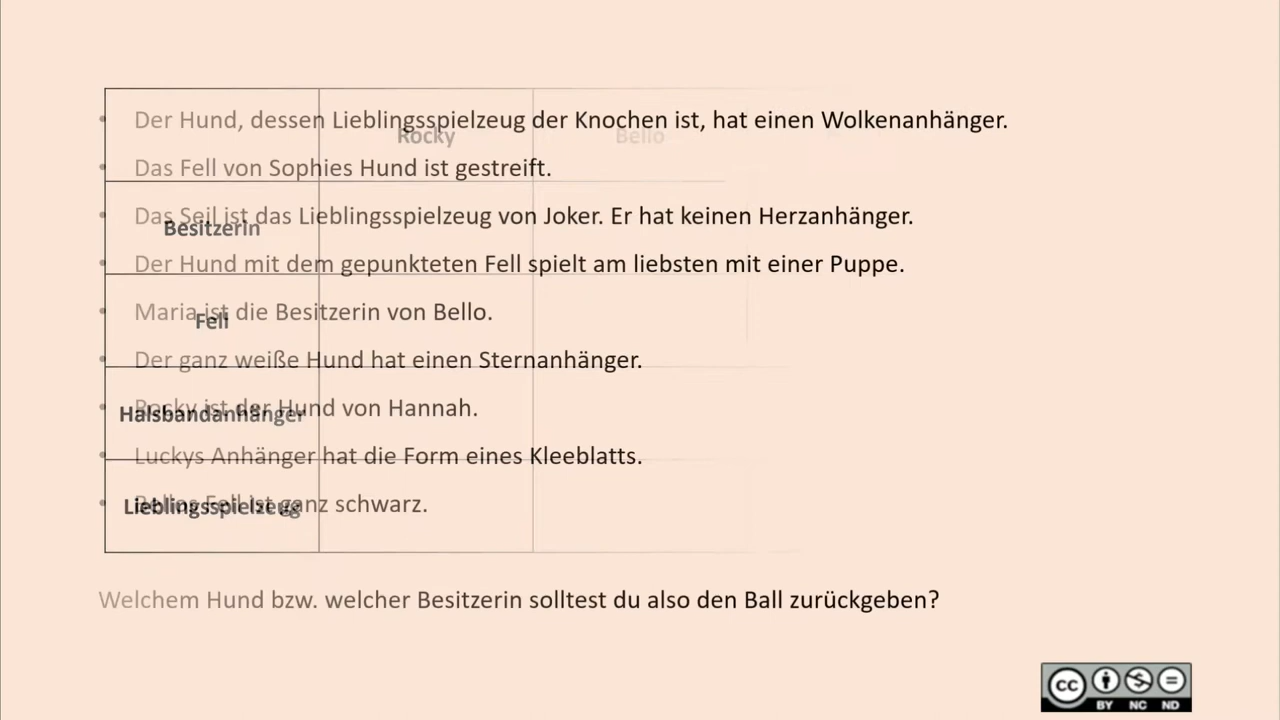 Der Hund, dessen Lieblingsspielzeug der Knochen ist, hat einen Wolkenanhänger.
Rocky
Bello
Das Fell von Sophies Hund ist gestreift.
Das Seil ist das Lieblingsspielzeug von Joker. Er hat keinen Herzanhänger.
Besitzerin
Der Hund mit dem gepunkteten Fell spielt am liebsten mit einer Puppe.
Maria ist die Besitzerin von Bello.
Fell
Der ganz weiße Hund hat einen Sternanhänger.
Rocky ist der Hund von Hannah.
Halsbandanhänger
Luckys Anhänger hat die Form eines Kleeblatts.
Bellos Fell ist ganz schwarz.
Lieblingsspielzeug
Welchem Hund bzw. welcher Besitzerin solltest du also den Ball zurückgeben?
CC BY NC ND